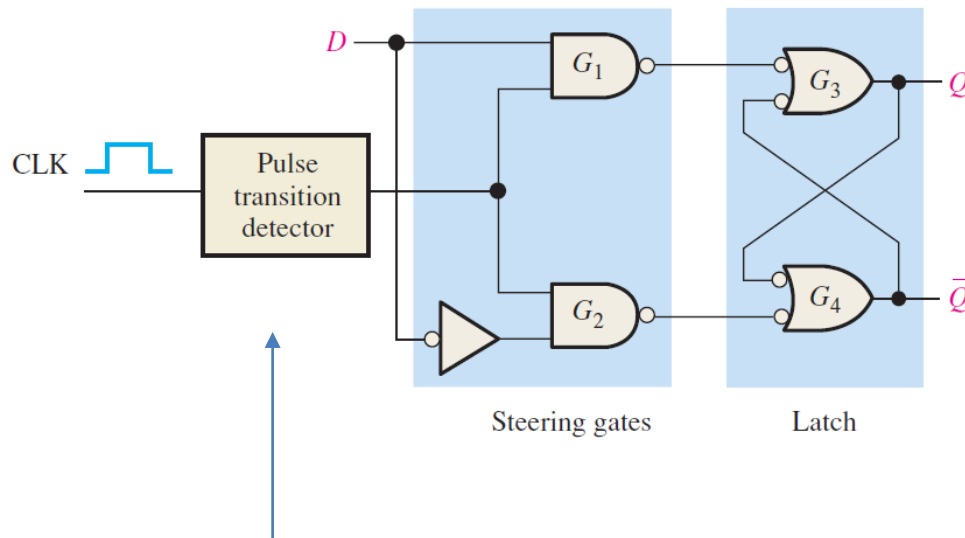 D
G₁
G₃
Q
CLK
Pulse
transition
detector
G₂
G₄
Q̅
Steering gates
Latch